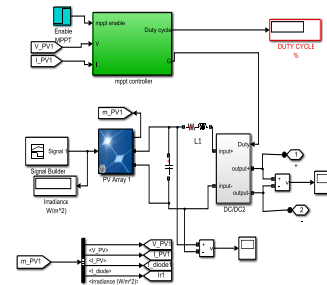 mppt enable
Duty cycle
Enable
MPPT
V_PV1
V
I_PV1
I
D
mppt controller
DUTY CYCLE
%
m_PV1
L1
Signal 1
Signal Builder
PV Array 1
Duty
input+
output+
output-
input-
DC/DC2
1
+
2
-
+
-
v
Irradiance
W/m^2)
+
-
v
m_PV1
<V_PV>
<I_PV>
<I_diode>
<Irradiance (W/m^2)>
V_PV1
I_PV1
I_diode1
Ir1